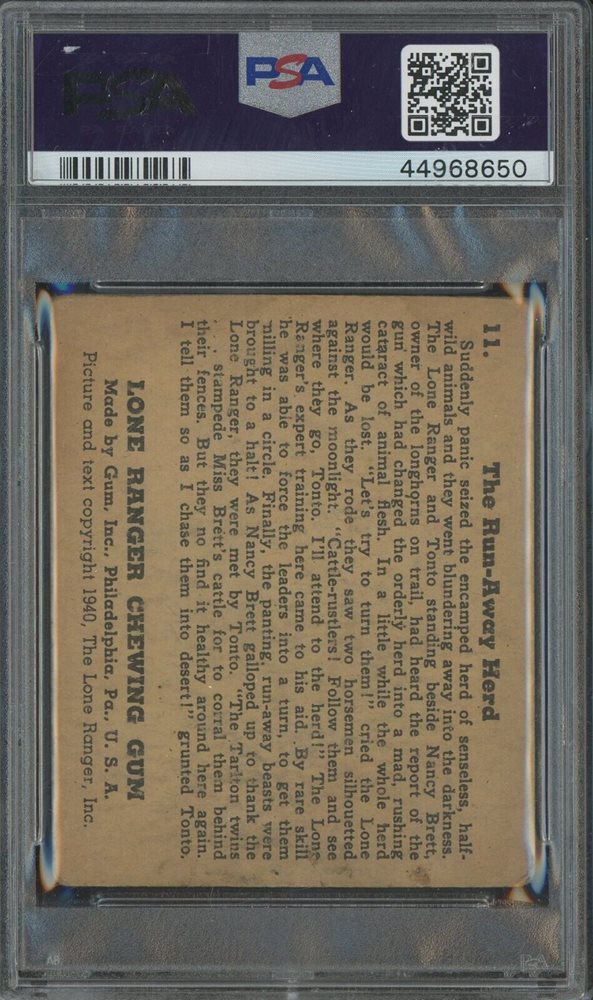 PSA
PSA
44968650
11. The Run-Away Herd
Suddenly panic seized the encamped herd of senseless, half-
wild animals and they went blundering away into the darkness.
The Lone Ranger and Tonto standing beside Nancy Brett,
owner of the longhorns on trail, had heard the report of the
gun which had changed the orderly herd into a mad, rushing
cataract of animal flesh. In a little while the whole herd
would be lost. "Let's try to turn them!" cried the Lone
Ranger. As they rode they saw two horsemen silhouetted
against the moonlight. "Cattle-rustlers! Follow them and see
where they go, Tonto. I'll attend to the herd!" The Lone
Ranger's expert training here came to his aid. By rare skill
he was able to force the leaders into a turn, to get them
milling in a circle. Finally, the panting, run-away beasts were
brought to a halt! As Nancy Brett galloped up to thank the
Lone Ranger, they were met by Tonto. "The Tarlton twins
. . . stampede Miss Brett's cattle for to corral them behind
their fences. But they no find it healthy around here again.
I tell them so as I chase them into desert!" grunted Tonto.
LONE RANGER CHEWING GUM
Made by Gum, Inc., Philadelphia, Pa., U. S. A.
Picture and text copyright 1940, The Lone Ranger, Inc.
PSA